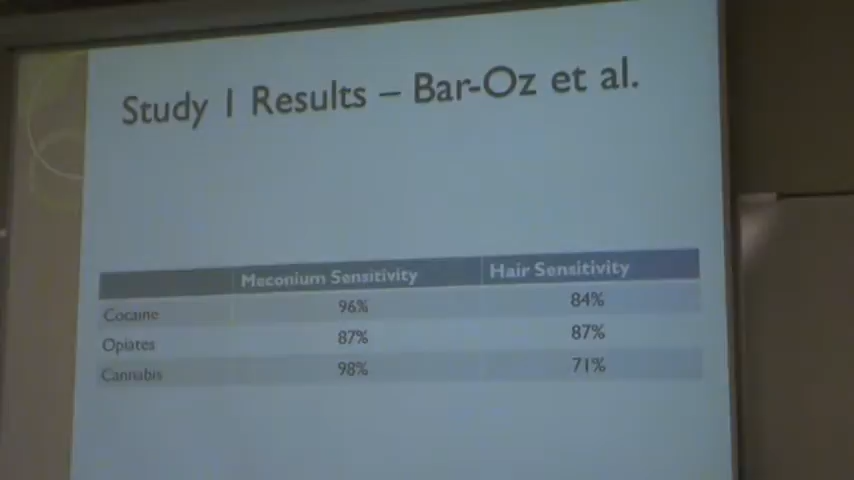 Study 1 Results – Bar-Oz et al.
Meconium Sensitivity Hair Sensitivity
Cocaine 96% 84%
Opiates 87% 87%
Cannabis 98% 71%